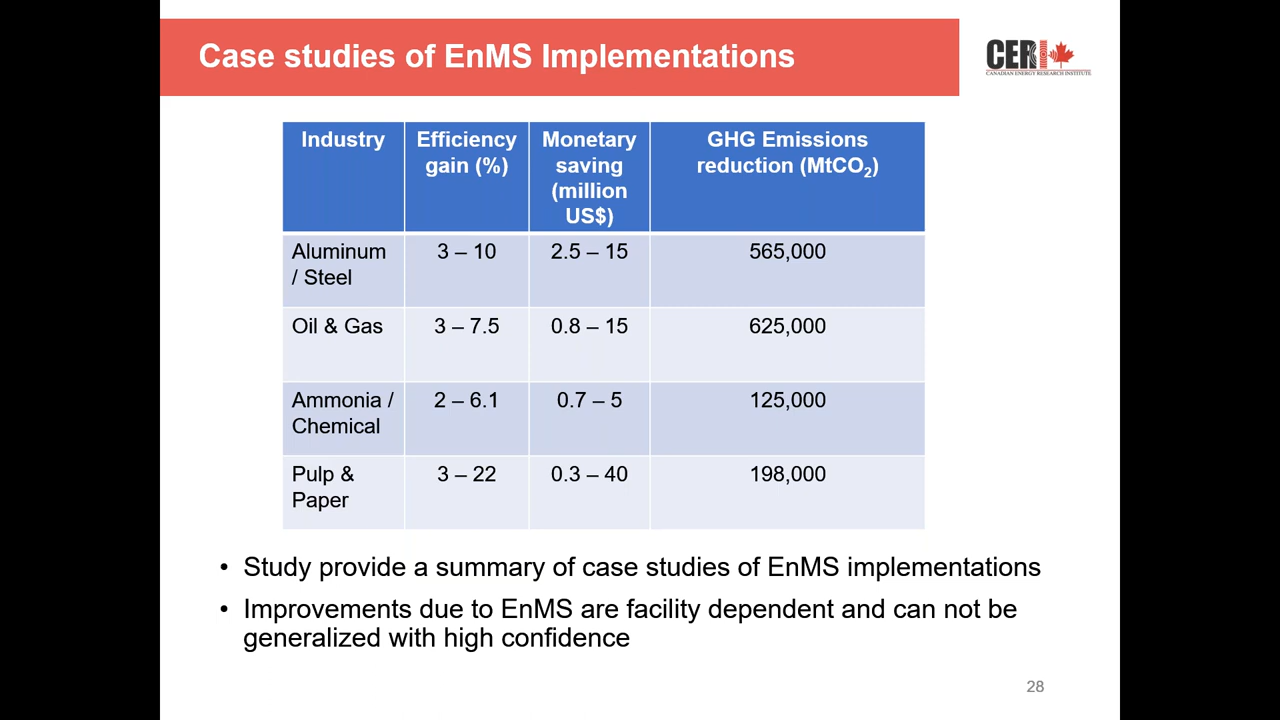 Case studies of EnMS Implementations
CERI
CANADIAN ENERGY RESEARCH INSTITUTE
Industry
Efficiency
gain (%)
Monetary
saving
(million
US$)
GHG Emissions
reduction (MtCO₂)
Aluminum
/ Steel
3 – 10
2.5 – 15
565,000
Oil & Gas
3 – 7.5
0.8 – 15
625,000
Ammonia /
Chemical
2 – 6.1
0.7 – 5
125,000
Pulp &
Paper
3 – 22
0.3 – 40
198,000
• Study provide a summary of case studies of EnMS implementations
• Improvements due to EnMS are facility dependent and can not be
generalized with high confidence
28